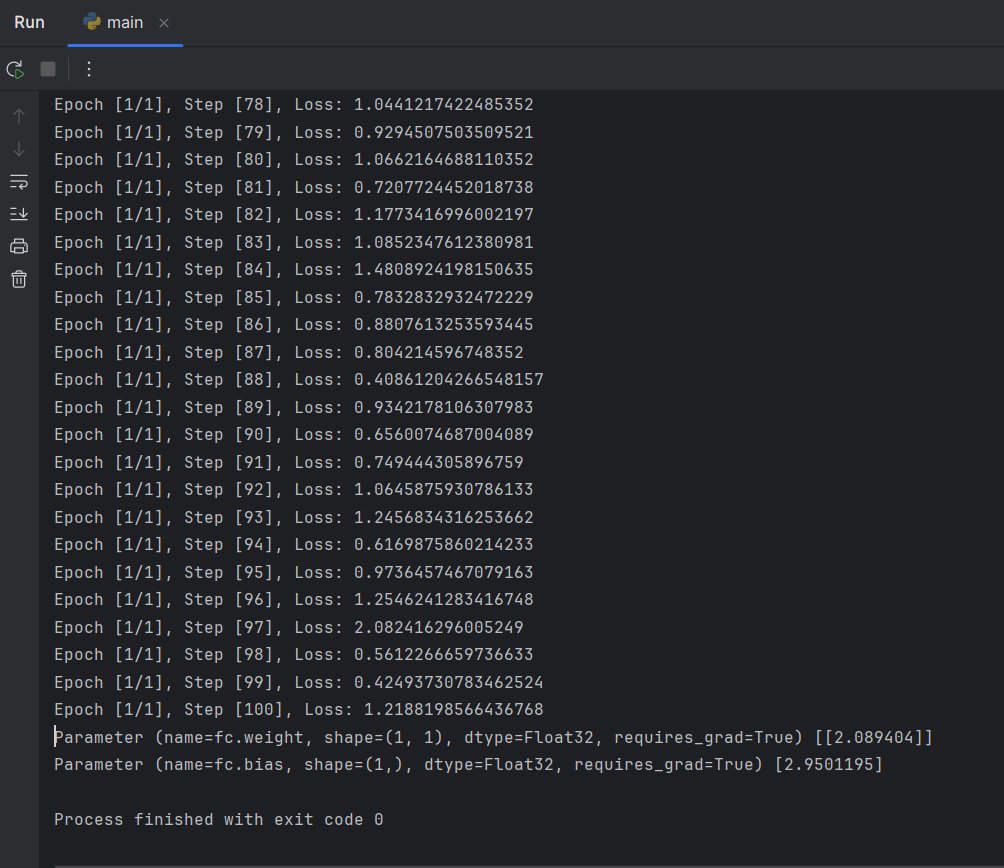 Run
main
Epoch [1/1], Step [78], Loss: 1.0441217422485352
Epoch [1/1], Step [79], Loss: 0.9294507503509521
Epoch [1/1], Step [80], Loss: 1.0662164688110352
Epoch [1/1], Step [81], Loss: 0.7207724452018738
Epoch [1/1], Step [82], Loss: 1.1773416996002197
Epoch [1/1], Step [83], Loss: 1.0852347612380981
Epoch [1/1], Step [84], Loss: 1.4808924198150635
Epoch [1/1], Step [85], Loss: 0.7832832932472229
Epoch [1/1], Step [86], Loss: 0.8807613253593445
Epoch [1/1], Step [87], Loss: 0.804214596748352
Epoch [1/1], Step [88], Loss: 0.40861204266548157
Epoch [1/1], Step [89], Loss: 0.9342178106307983
Epoch [1/1], Step [90], Loss: 0.6560074687004089
Epoch [1/1], Step [91], Loss: 0.749444305896759
Epoch [1/1], Step [92], Loss: 1.0645875930786133
Epoch [1/1], Step [93], Loss: 1.2456834316253662
Epoch [1/1], Step [94], Loss: 0.6169875860214233
Epoch [1/1], Step [95], Loss: 0.9736457467079163
Epoch [1/1], Step [96], Loss: 1.2546241283416748
Epoch [1/1], Step [97], Loss: 2.082416296005249
Epoch [1/1], Step [98], Loss: 0.5612266659736633
Epoch [1/1], Step [99], Loss: 0.42493730783462524
Epoch [1/1], Step [100], Loss: 1.2188198566436768
Parameter (name=fc.weight, shape=(1, 1), dtype=Float32, requires_grad=True) [[2.089404]]
Parameter (name=fc.bias, shape=(1,), dtype=Float32, requires_grad=True) [2.9501195]
Process finished with exit code 0